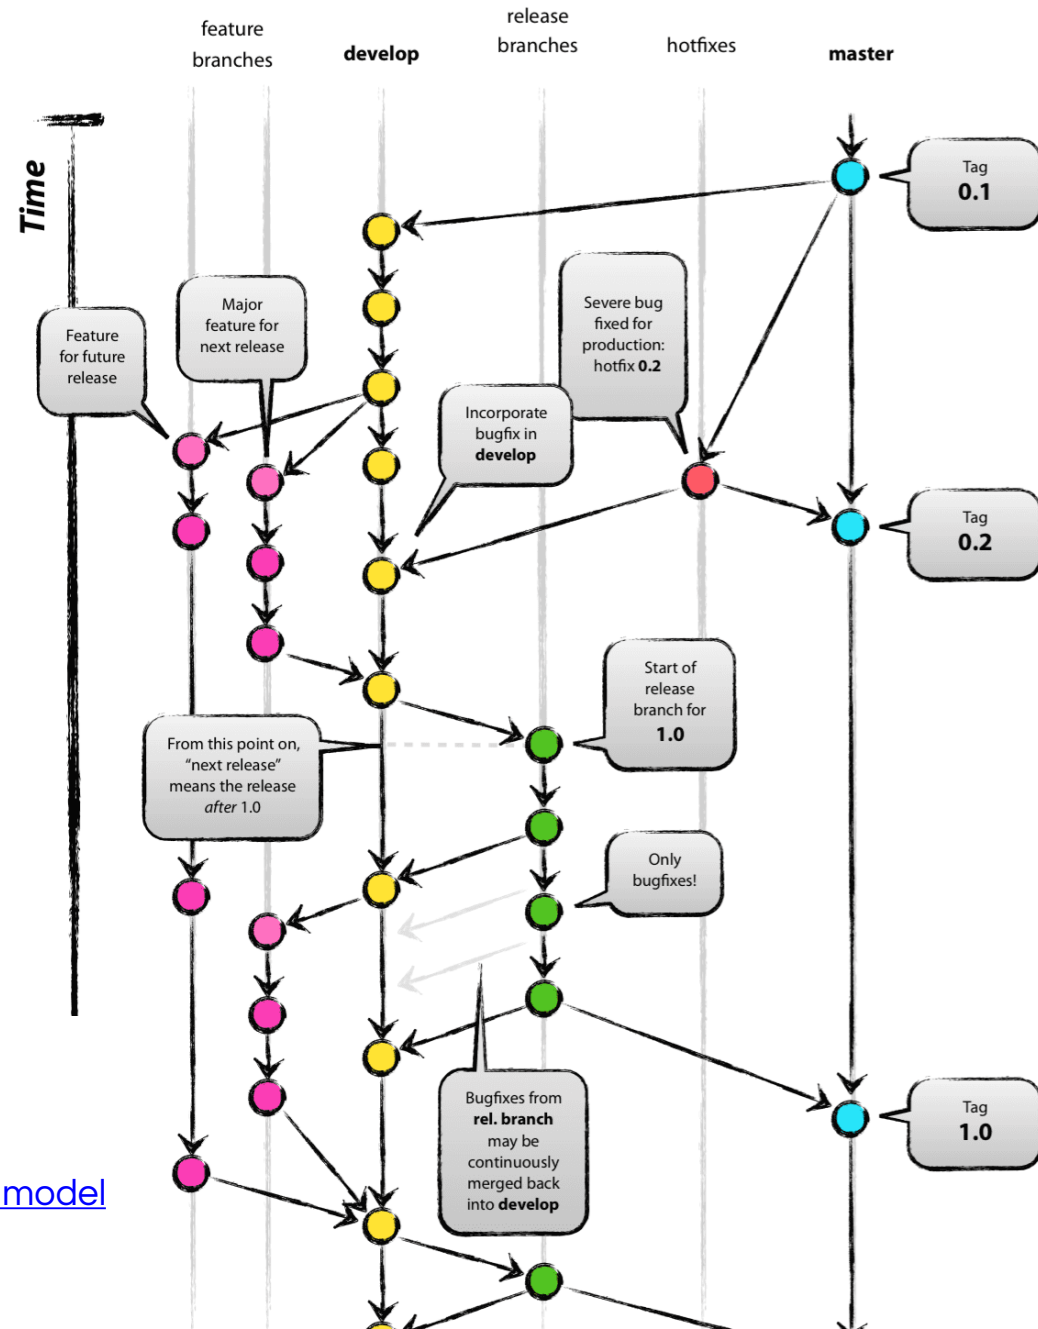 feature
branches
develop
release
branches
hotfixes
master
Time
Tag
0.1
Major
feature for
next release
Feature
for future
release
Severe bug
fixed for
production:
hotfix 0.2
Incorporate
bugfix in
develop
Tag
0.2
Start of
release
branch for
1.0
From this point on,
“next release”
means the release
after 1.0
Only
bugfixes!
Bugfixes from
rel. branch
may be
continuously
merged back
into develop
Tag
1.0
model